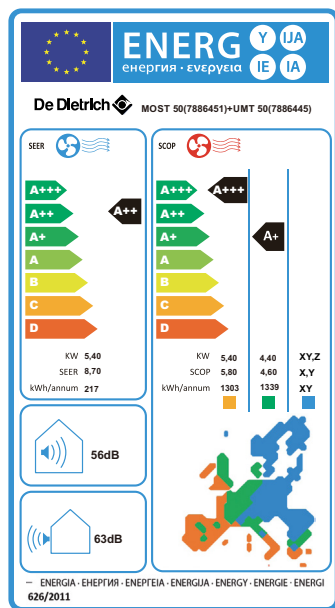 ENERG
енергия · ενεργεια
Y IJA
IE IA
De Dietrich MOST 50(7886451)+UMT 50(7886445)
SEER
A+++
A++
A+
A
B
C
D
A++
KW 5,40
SEER 8,70
kWh/annum 217
SCOP
A+++
A++
A+
A
B
C
D
A+++
A+
KW 5,40 4,40 XY,Z
SCOP 5,80 4,60 X,Y
kWh/annum 1303 1339 XY
56dB
63dB
– ENERGIA · ЕНЕРГИЯ · ΕΝΕΡΓΕΙΑ · ENERGIJA · ENERGY · ENERGIE · ENERGI
626/2011